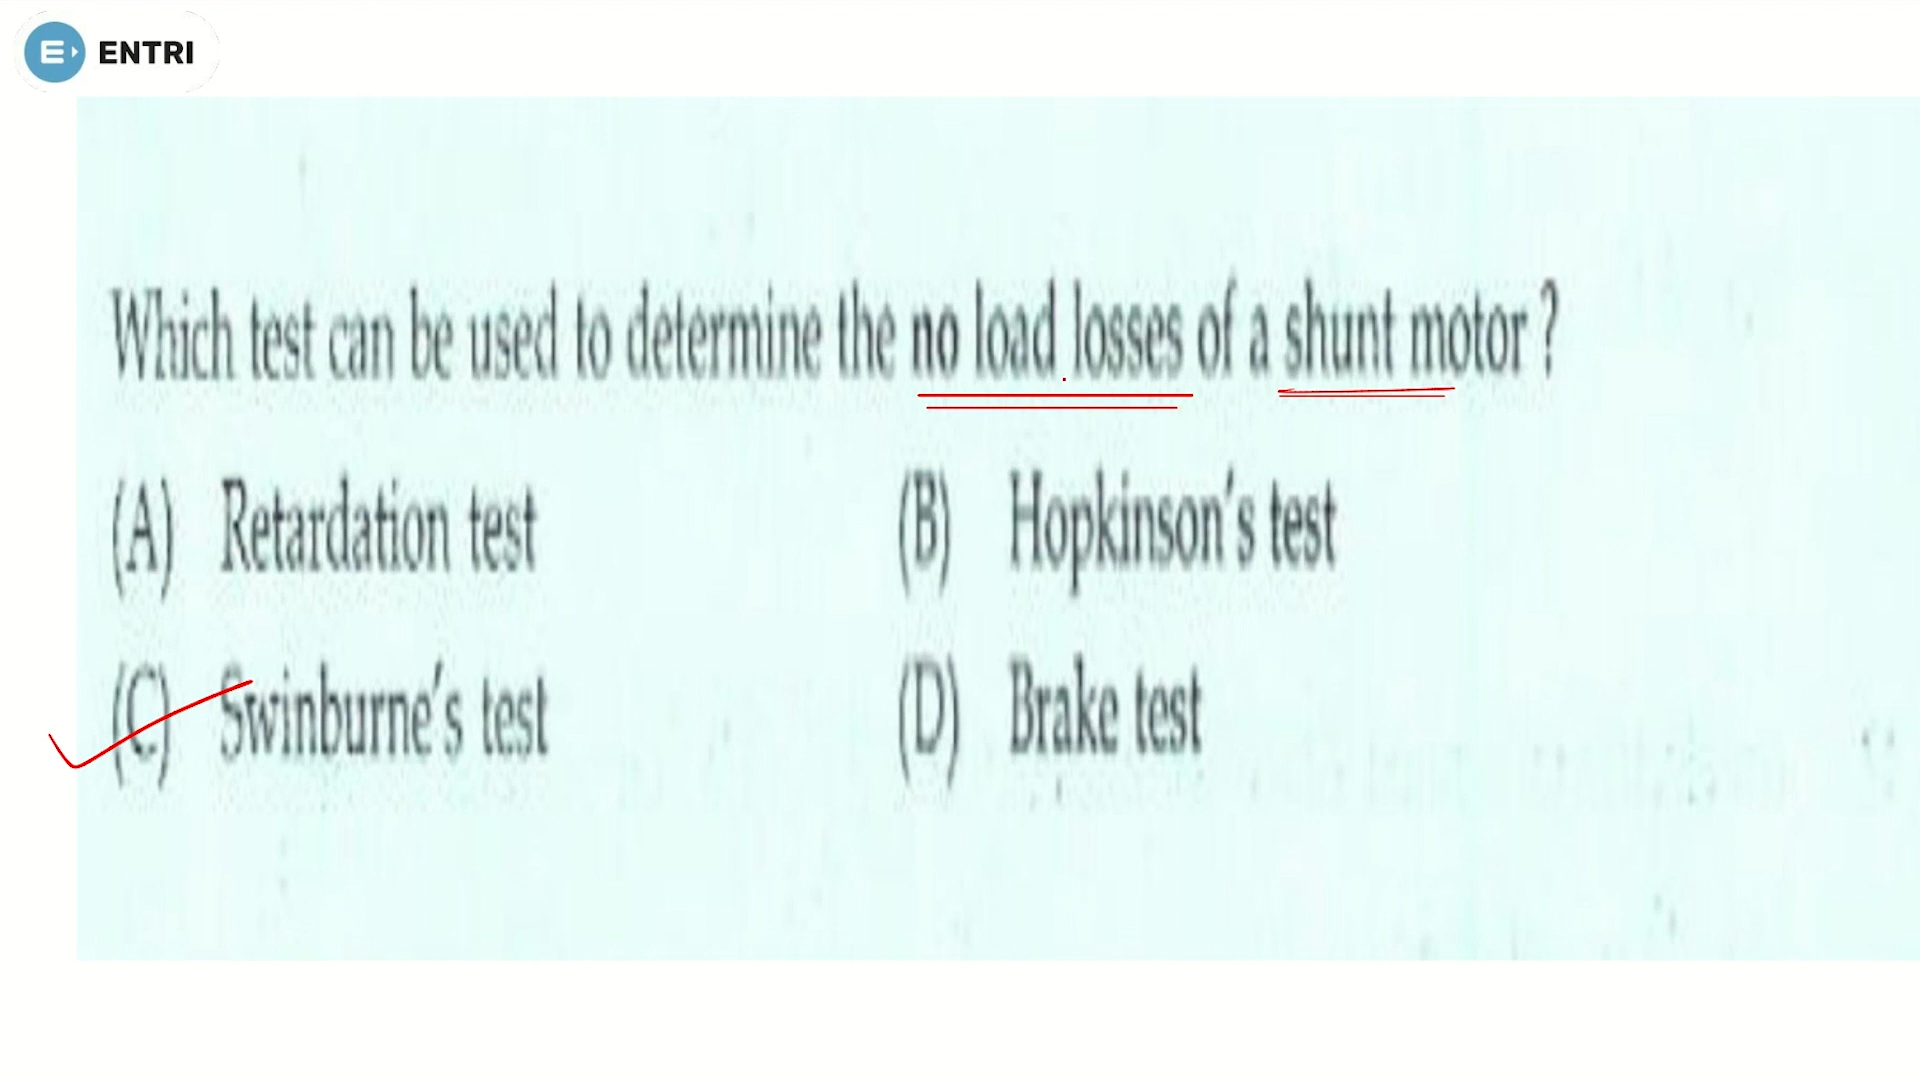 ENTRI
Which test can be used to determine the no load losses of a shunt motor ?
(A) Retardation test (B) Hopkinson's test
(C) Swinburne's test (D) Brake test